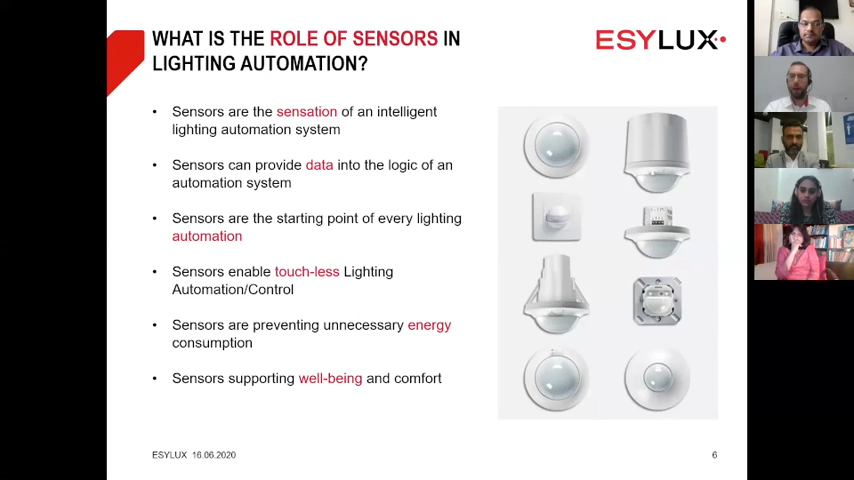 WHAT IS THE ROLE OF SENSORS IN
LIGHTING AUTOMATION?
ESYLUX
• Sensors are the sensation of an intelligent
lighting automation system
• Sensors can provide data into the logic of an
automation system
• Sensors are the starting point of every lighting
automation
• Sensors enable touch-less Lighting
Automation/Control
• Sensors are preventing unnecessary energy
consumption
• Sensors supporting well-being and comfort
ESYLUX 16.06.2020
6